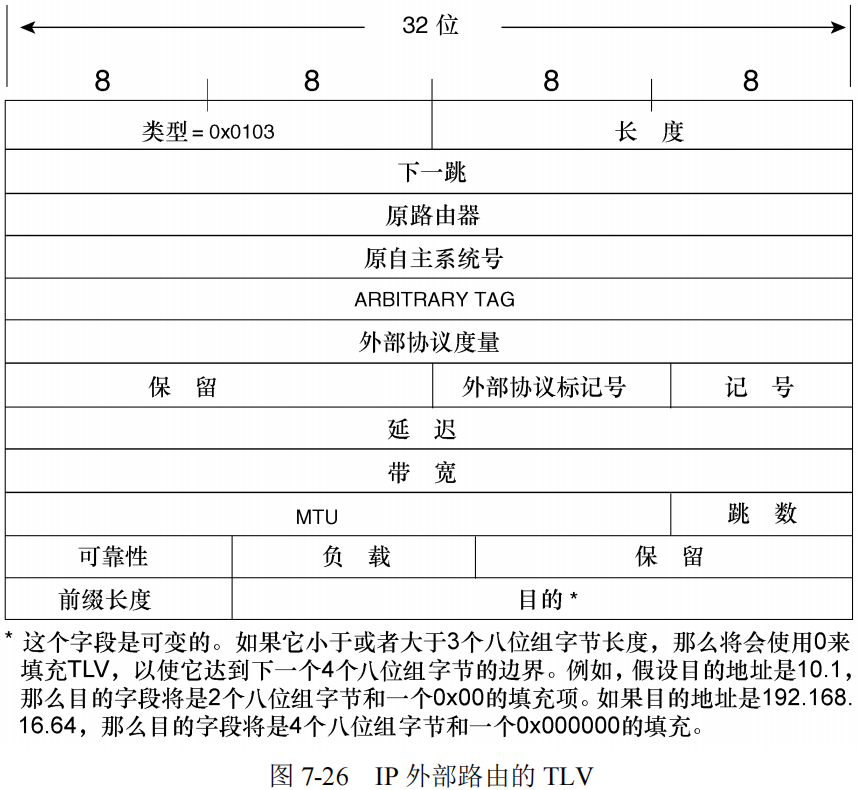 32 位
8 8 8 8
类型 = 0x0103 长 度
下一跳
原路由器
原自主系统号
ARBITRARY TAG
外部协议度量
保 留 外部协议标记号 记 号
延 迟
带 宽
MTU 跳 数
可靠性 负 载 保 留
前缀长度 目的 *
* 这个字段是可变的。如果它小于或者大于3个八位组字节长度，那么将会使用0来
填充TLV，以使它达到下一个4个八位组字节的边界。例如，假设目的地址是10.1，
那么目的字段将是2个八位组字节和一个0x00的填充项。如果目的地址是192.168.
16.64，那么目的字段将是4个八位组字节和一个0x000000的填充。
图 7-26 IP 外部路由的 TLV